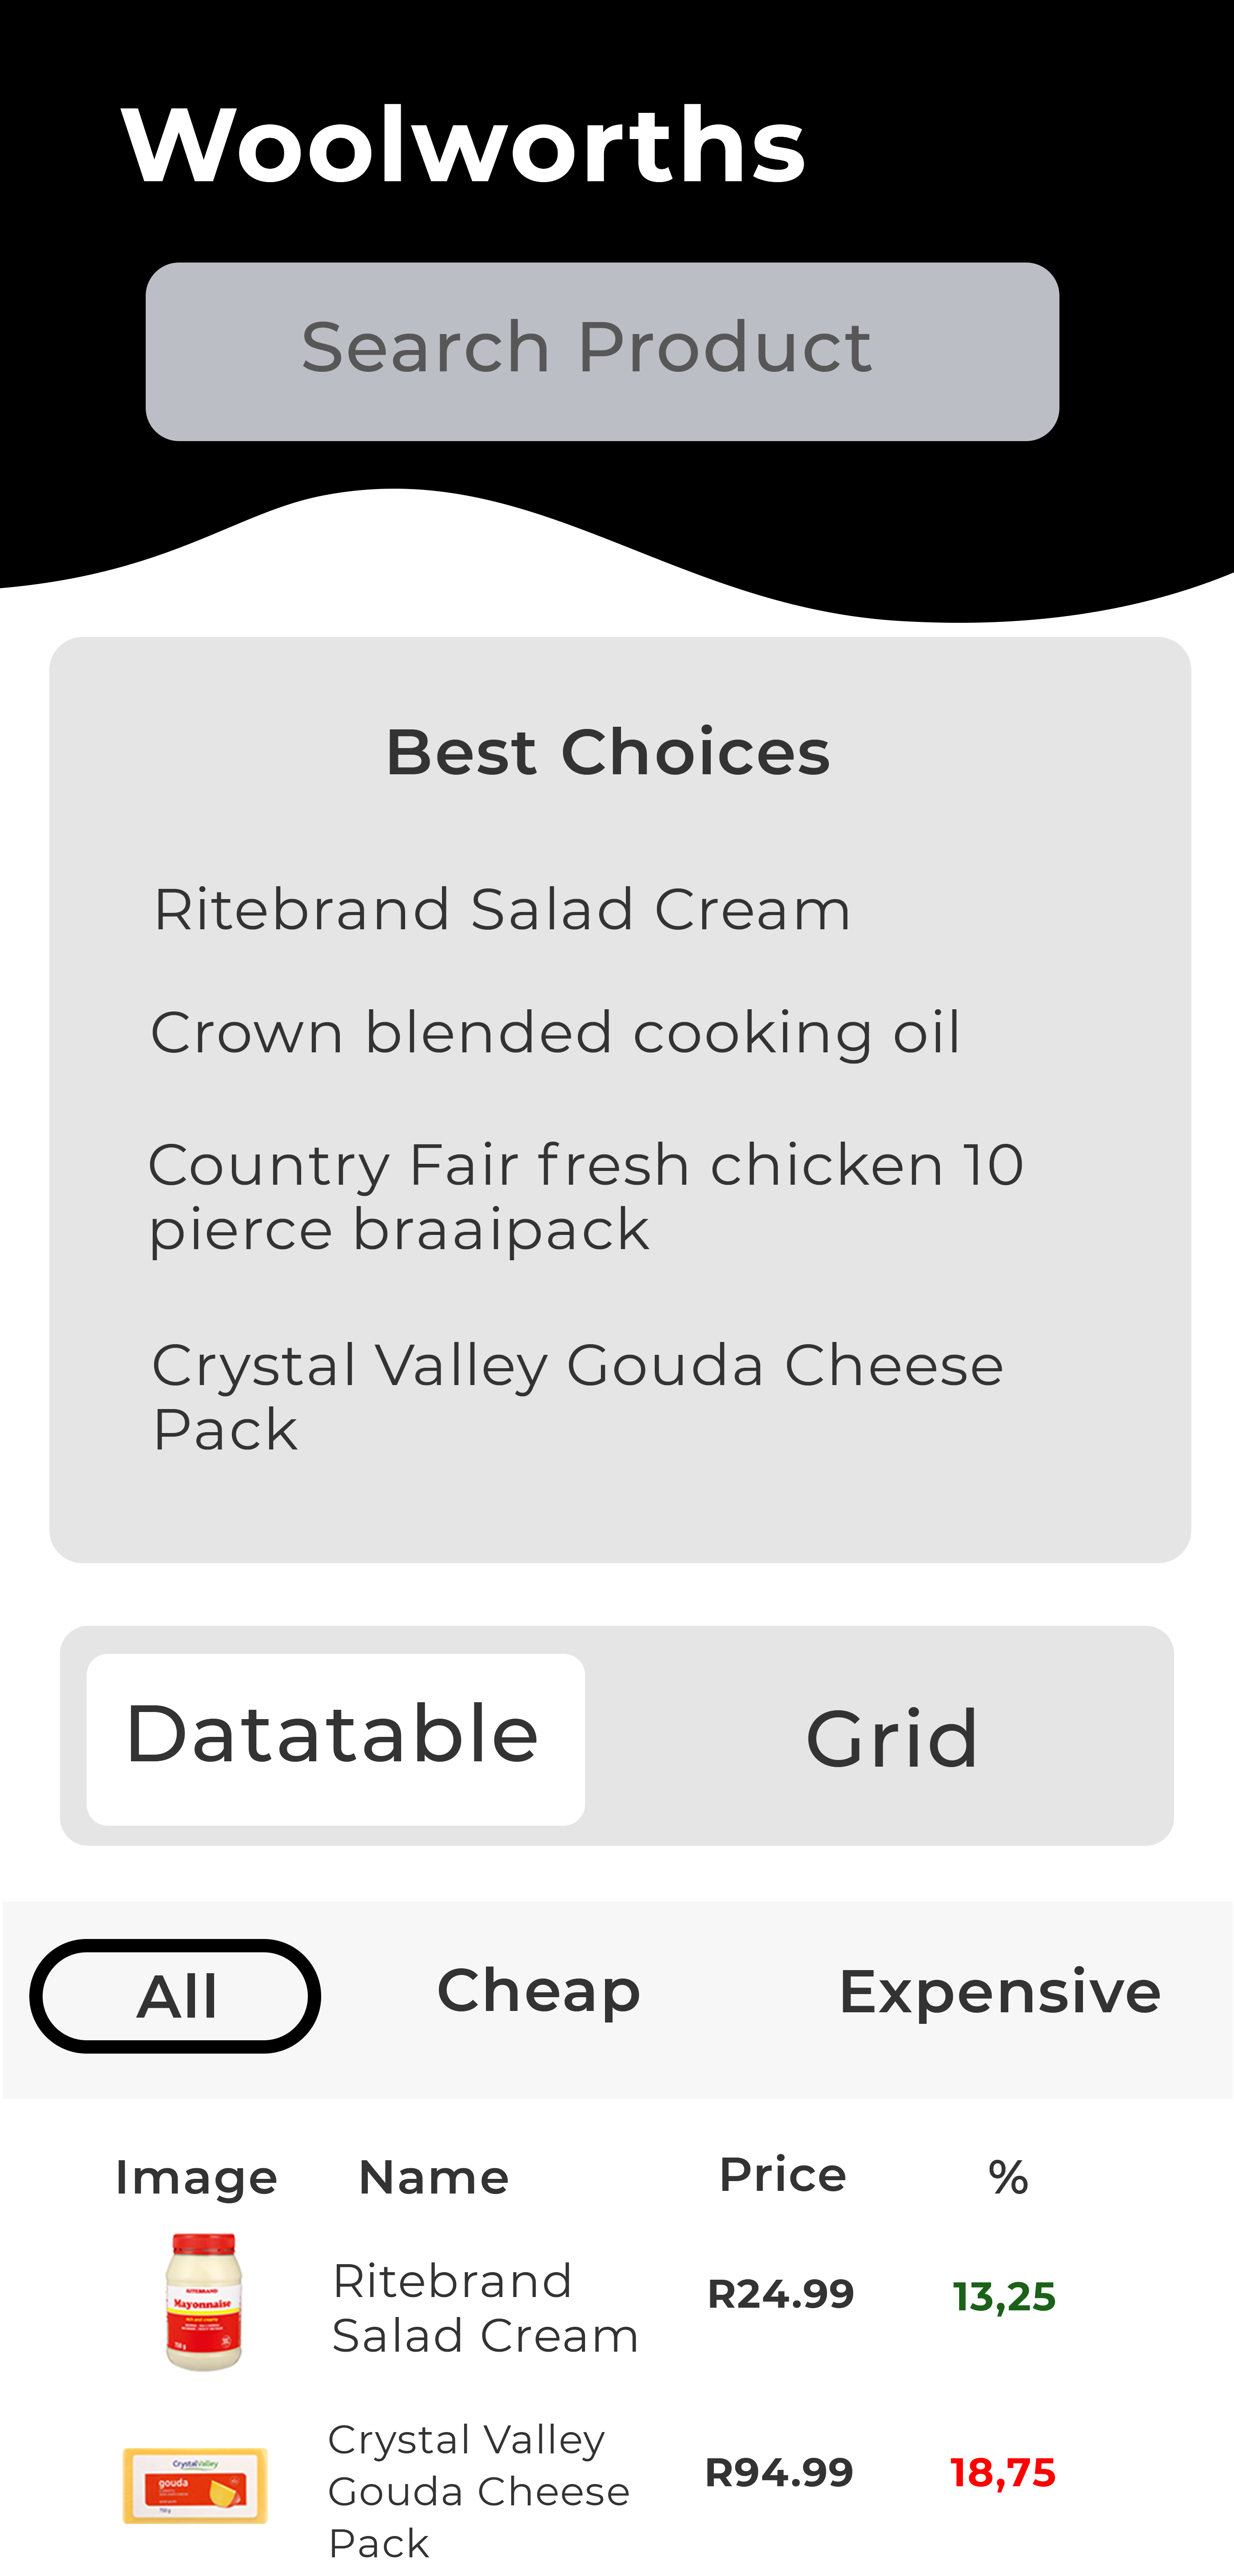 Woolworths
Search Product
Best Choices
Ritebrand Salad Cream
Crown blended cooking oil
Country Fair fresh chicken 10
pierce braaipack
Crystal Valley Gouda Cheese
Pack
Datatable Grid
All Cheap Expensive
Image Name Price %
RITEBRAND
Mayonnaise
750 g
Ritebrand
Salad Cream
R24.99 13,25
CrystalValley
gouda
750 g
Crystal Valley
Gouda Cheese
Pack
R94.99 18,75